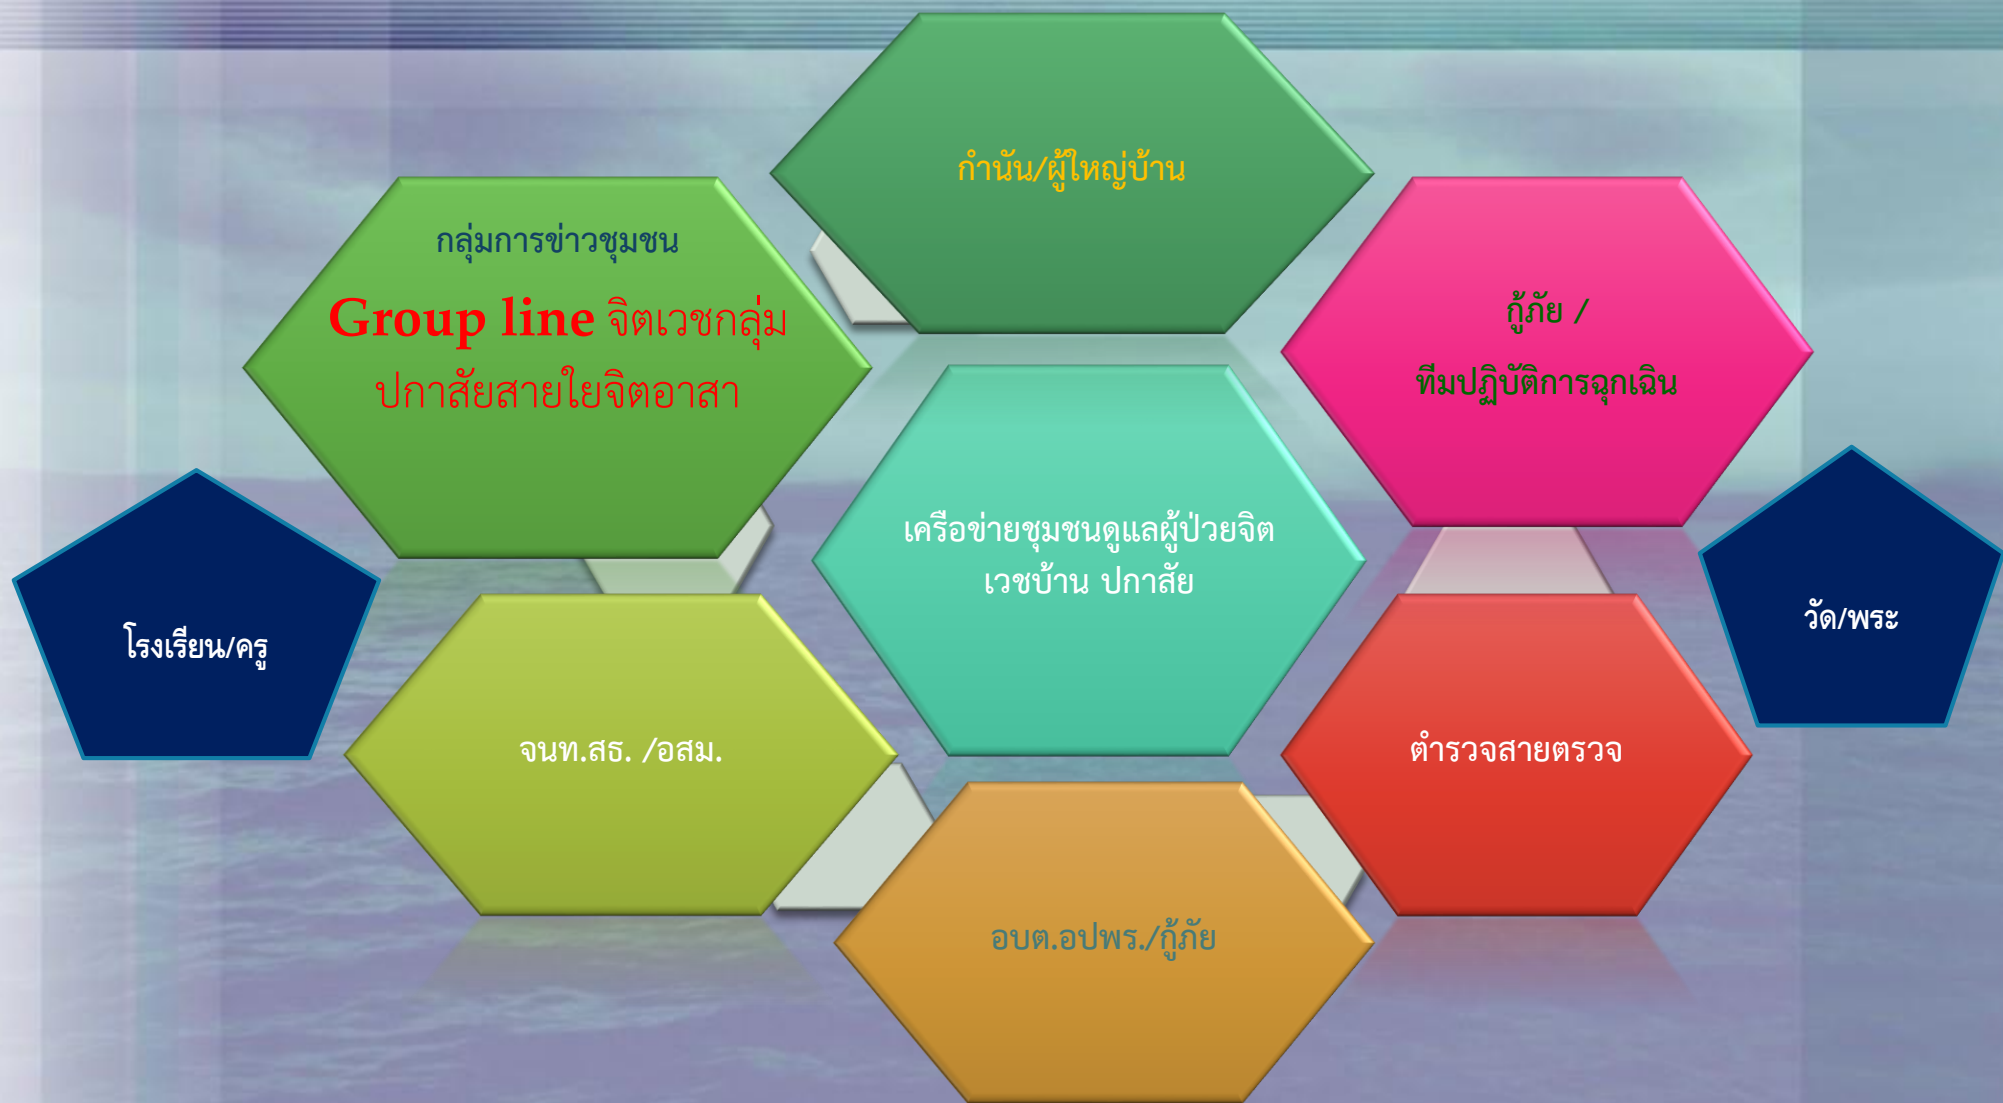 กำนัน/ผู้ใหญ่บ้าน
กลุ่มการข่าวชุมชน
Group line จิตเวชกลุ่ม
ปกาสัยสายใยจิตอาสา
กู้ภัย /
ทีมปฏิบัติการฉุกเฉิน
เครือข่ายชุมชนดูแลผู้ป่วยจิต
เวชบ้าน ปกาสัย
โรงเรียน/ครู
วัด/พระ
จนท.สธ. /อสม.
ตำรวจสายตรวจ
อบต.อปพร./กู้ภัย